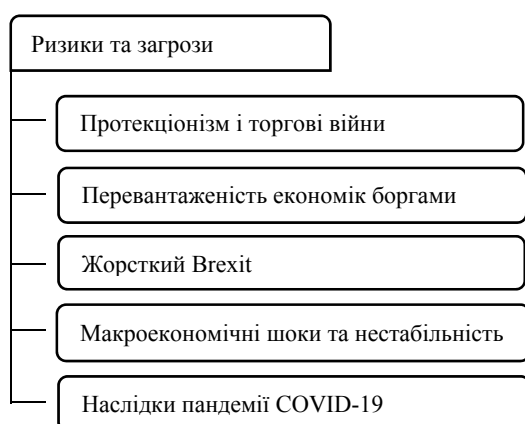 Ризики та загрози
Протекціонізм і торгові війни
Перевантаженість економік боргами
Жорсткий Brexit
Макроекономічні шоки та нестабільність
Наслідки пандемії COVID-19